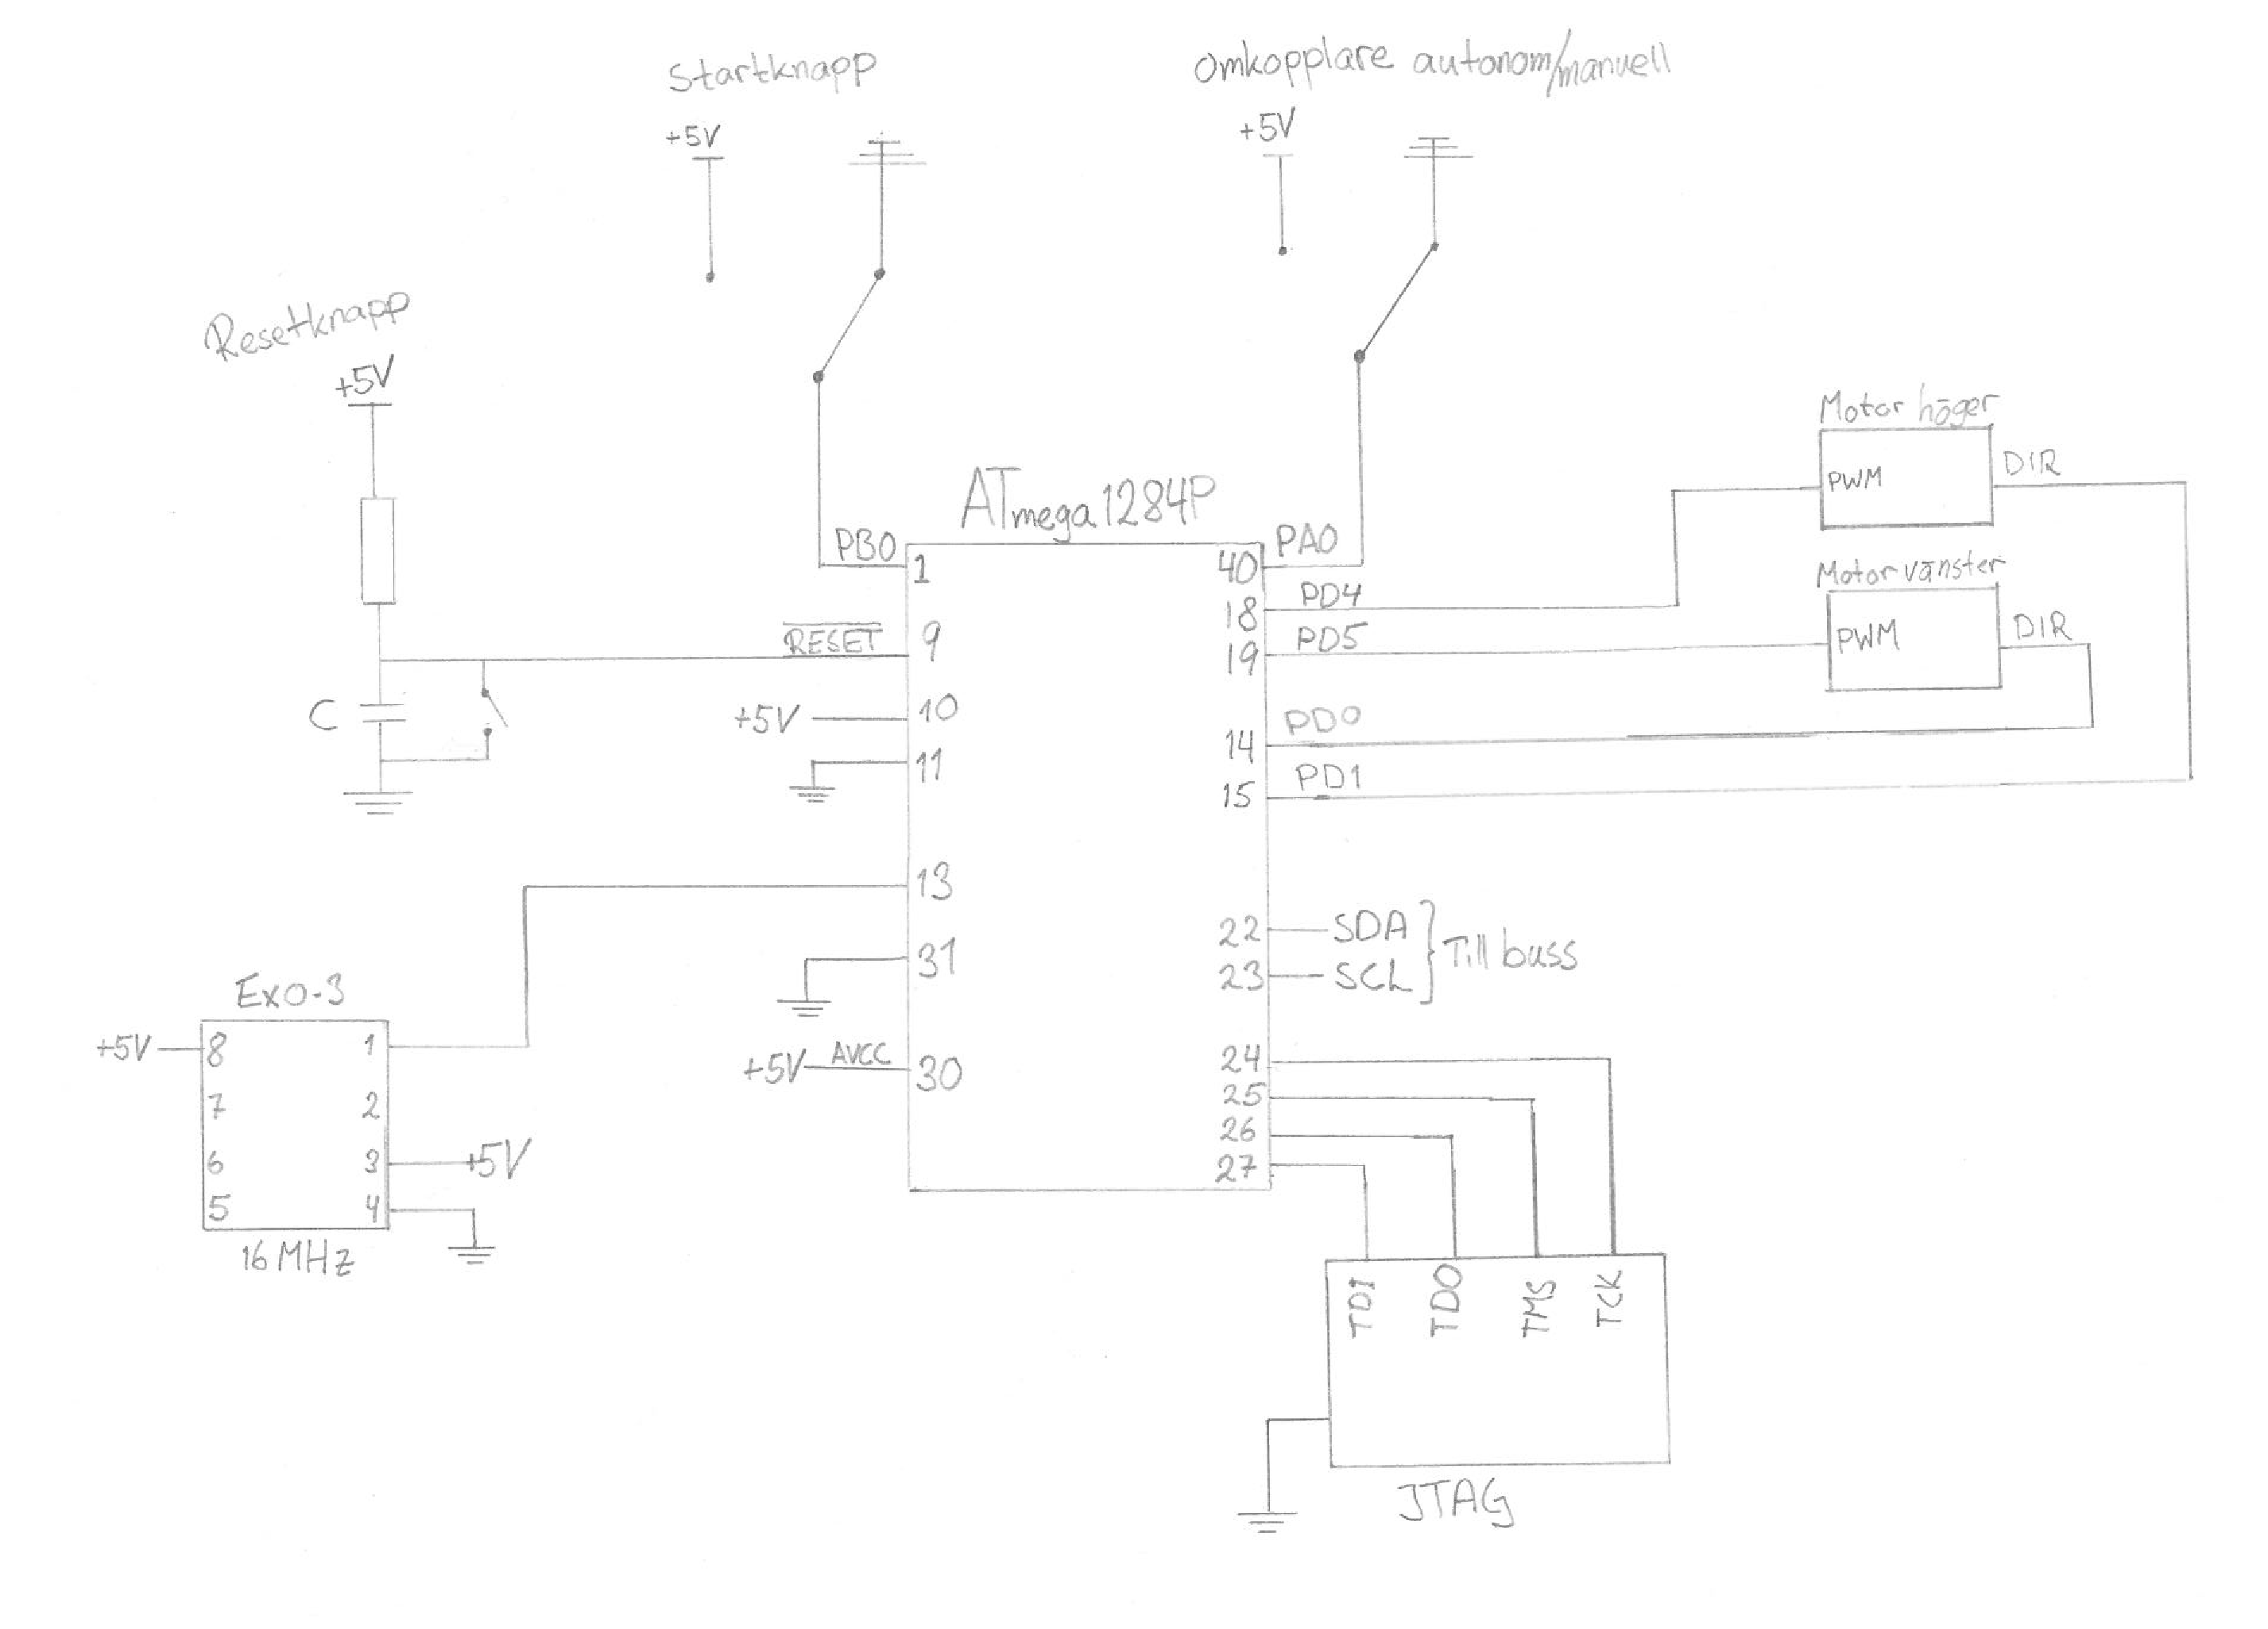 Startknapp
Omkopplare autonom/manuell
+5V
+5V
Resetknapp
+5V
C
ATmega1284P
PB0
1
RESET
9
+5V
10
11
13
31
+5V
AVCC
30
40
PA0
18
PD4
19
PD5
14
PD0
15
PD1
22
SDA
23
SCL
Till buss
24
25
26
27
Motor höger
PWM
DIR
Motor vänster
PWM
DIR
Exo-3
+5V
8
1
7
2
6
3
+5V
5
4
16MHz
TDI
TDO
TMS
TCK
JTAG